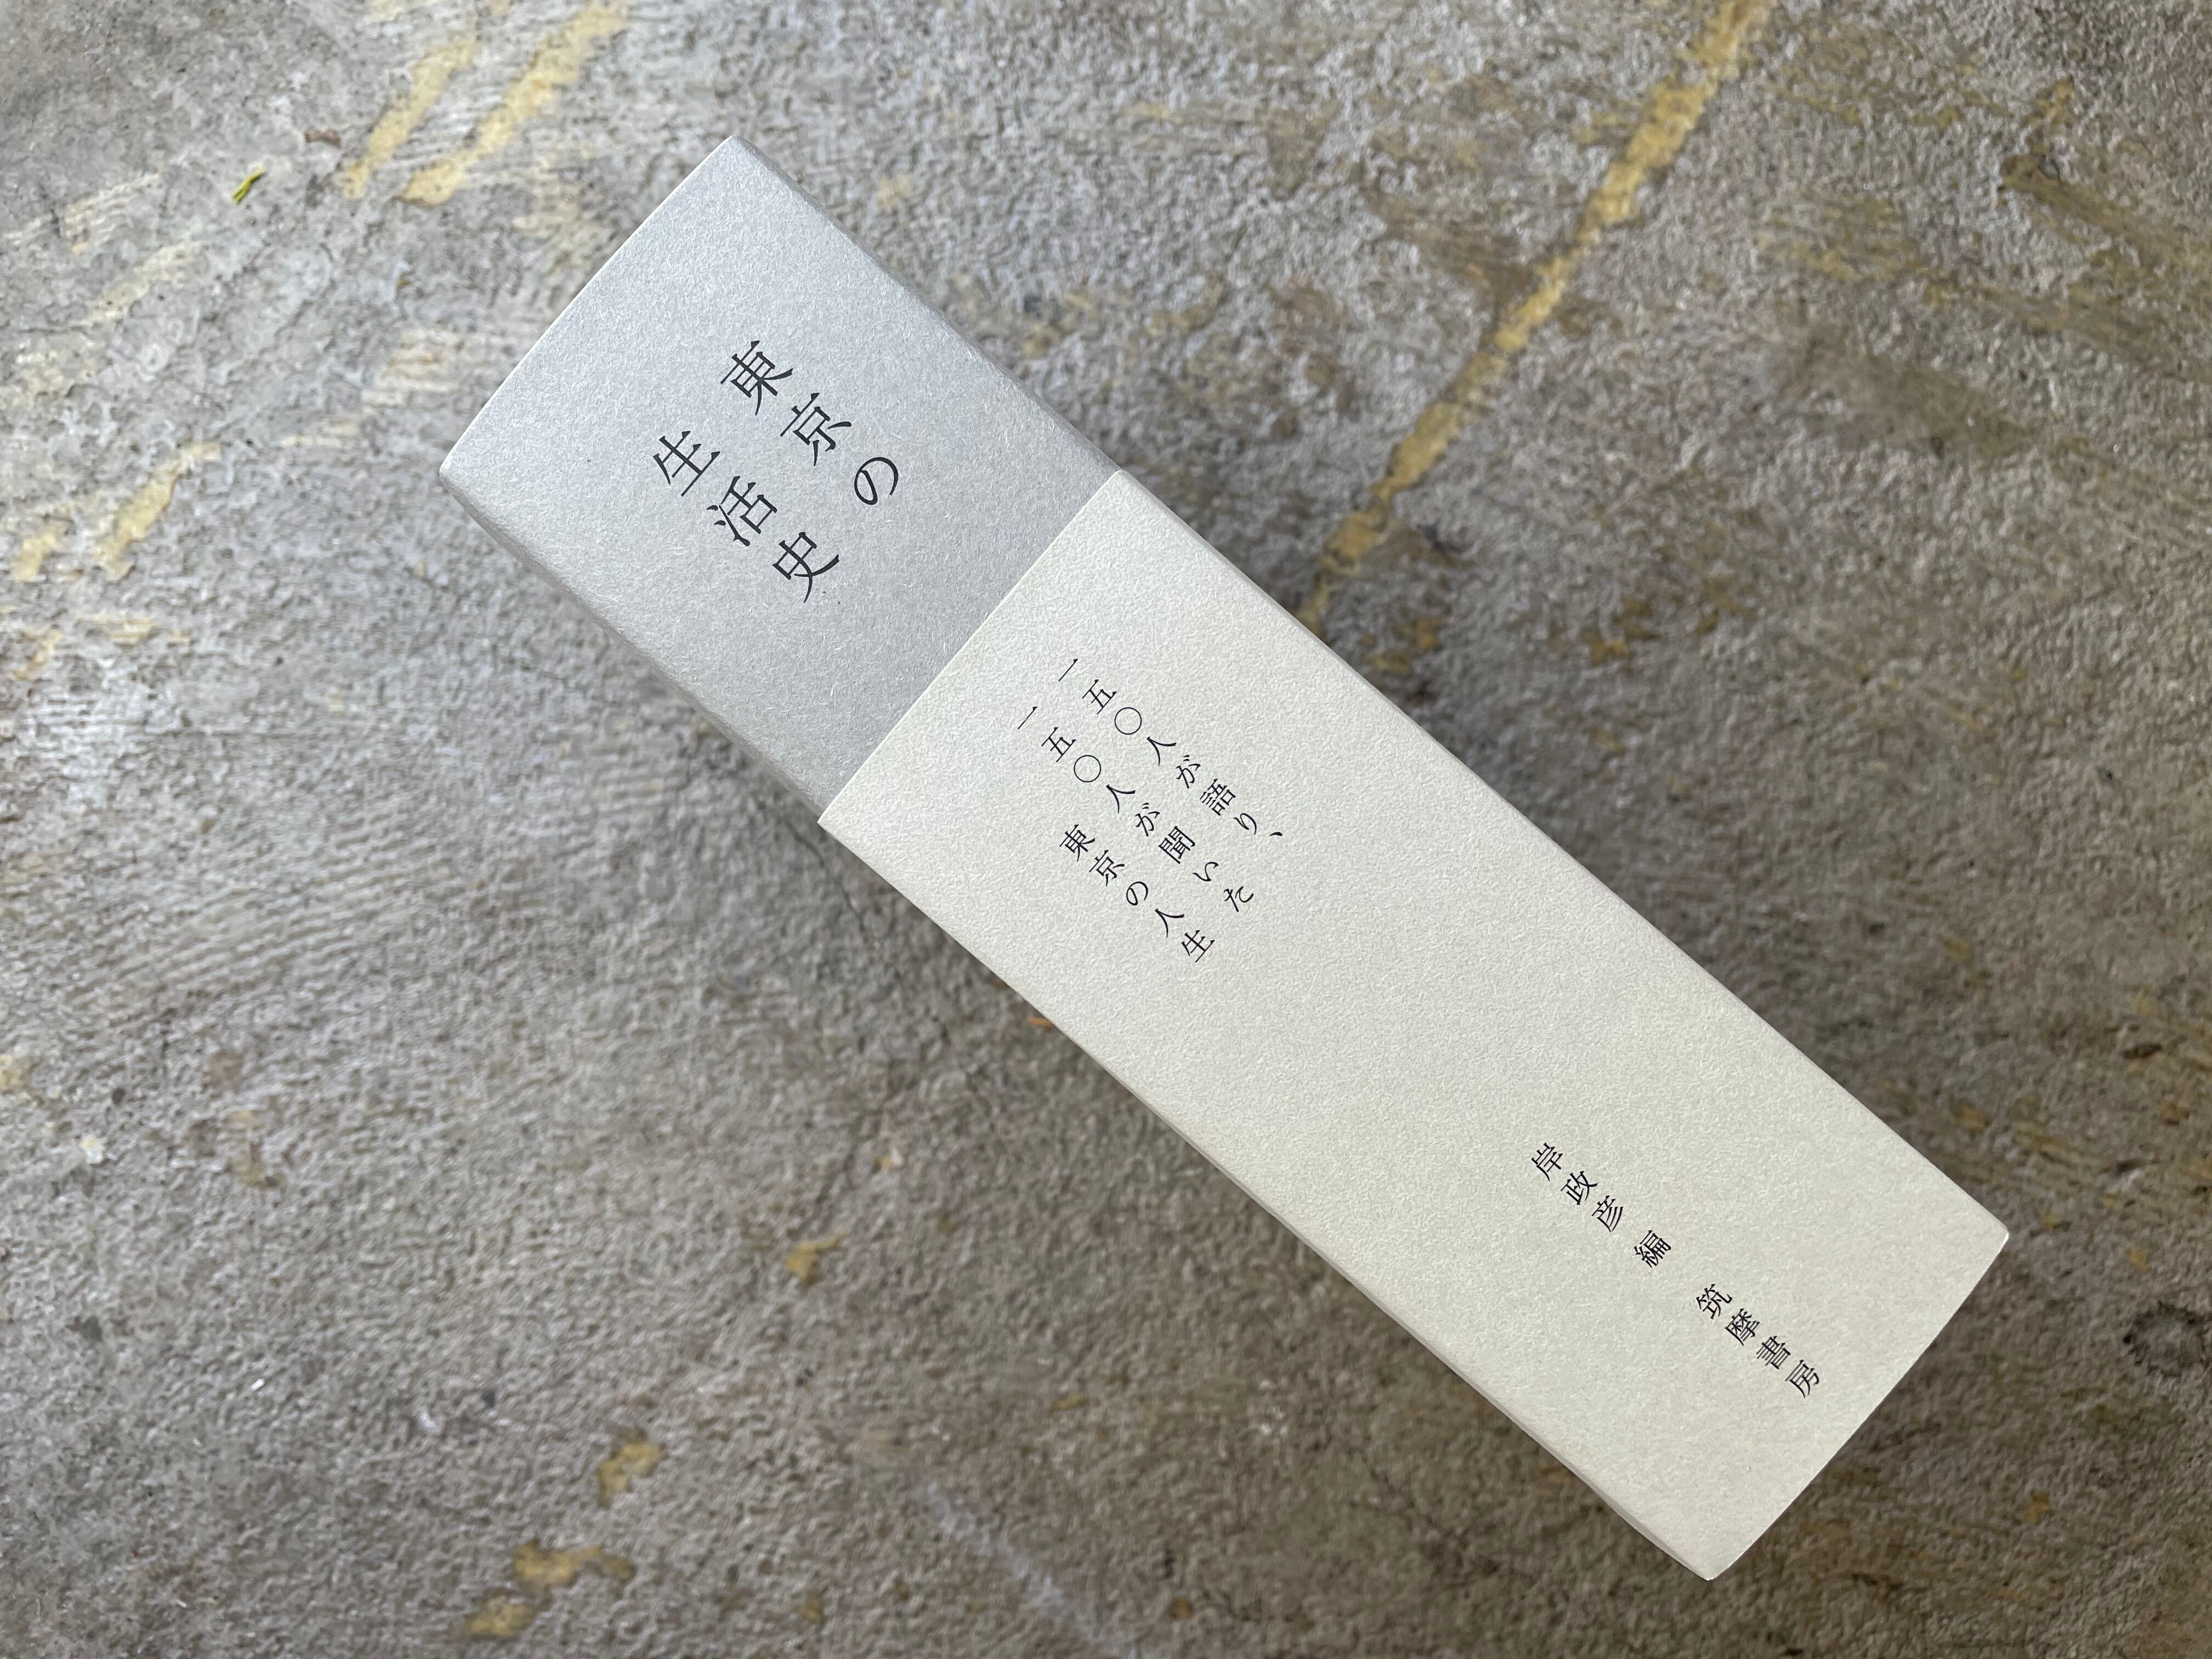 東京の
生活史
一五〇人が語り、
一五〇人が聞いた
東京の人生
岸政彦 編 筑摩書房